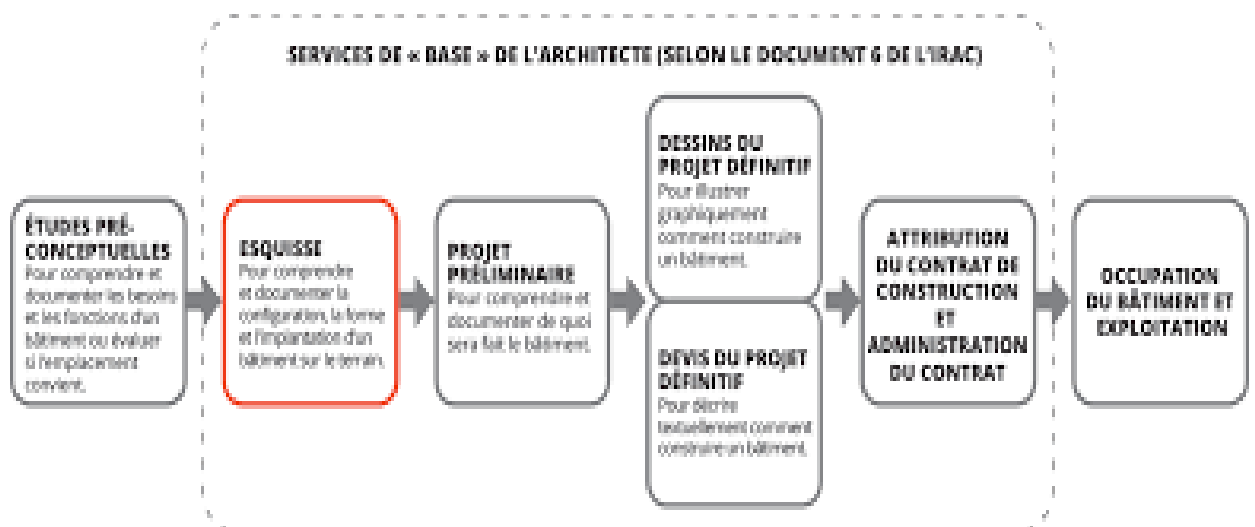 SERVICES DE « BASE » DE L'ARCHITECTE (SELON LE DOCUMENT 6 DE L'IRAC)
ÉTUDES PRÉ-
CONCEPTUELLES
Pour comprendre et
documenter les besoins
et les fonctions d'un
bâtiment ou évaluer
si l'emplacement
convient.
ESQUISSE
Pour comprendre
et documenter la
configuration, la forme
et l'implantation d'un
bâtiment sur le terrain.
PROJET
PRÉLIMINAIRE
Pour comprendre et
documenter de quoi
sera fait le bâtiment.
DESSINS DU
PROJET DÉFINITIF
Pour illustrer
graphiquement
comment construire
un bâtiment.
DEVIS DU PROJET
DÉFINITIF
Pour décrire
textuellement comment
construire un bâtiment.
ATTRIBUTION
DU CONTRAT DE
CONSTRUCTION
ET
ADMINISTRATION
DU CONTRAT
OCCUPATION
DU BÂTIMENT ET
EXPLOITATION